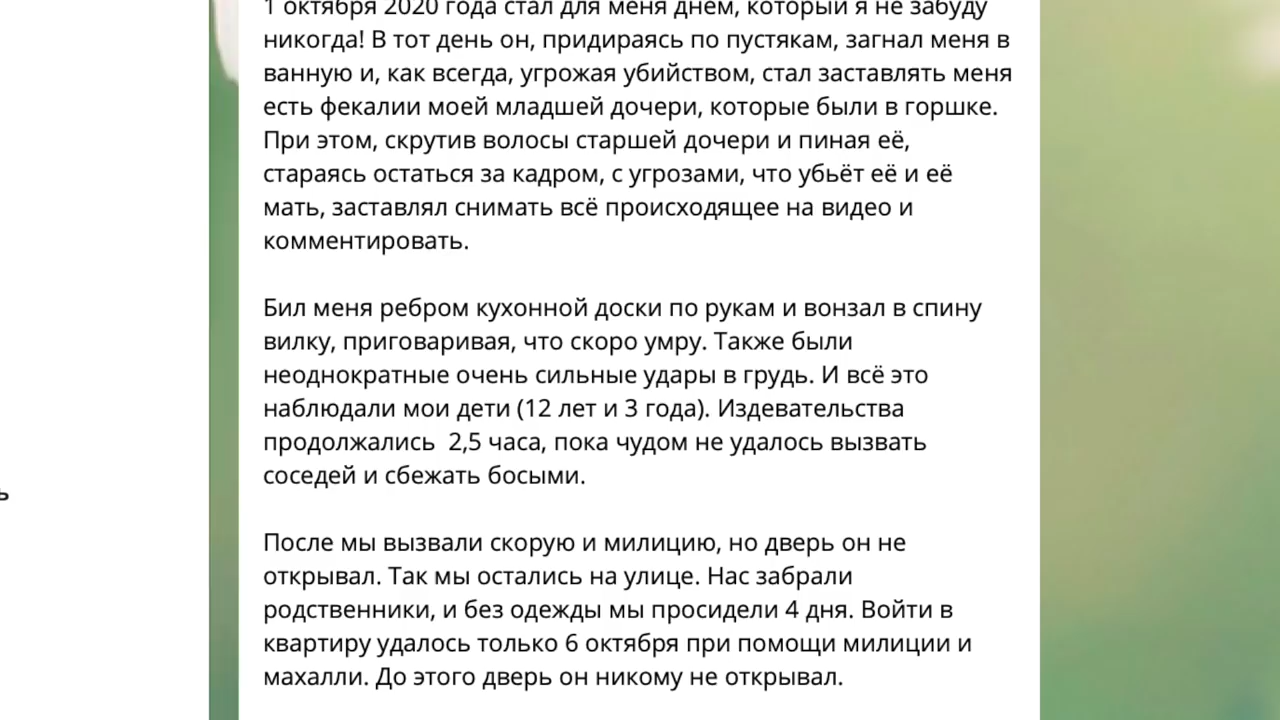 1 октября 2020 года стал для меня днём, который я не забуду
никогда! В тот день он, придираясь по пустякам, загнал меня в
ванную и, как всегда, угрожая убийством, стал заставлять меня
есть фекалии моей младшей дочери, которые были в горшке.
При этом, скрутив волосы старшей дочери и пиная её,
стараясь остаться за кадром, с угрозами, что убьёт её и её
мать, заставлял снимать всё происходящее на видео и
комментировать.
Бил меня ребром кухонной доски по рукам и вонзал в спину
вилку, приговаривая, что скоро умру. Также были
неоднократные очень сильные удары в грудь. И всё это
наблюдали мои дети (12 лет и 3 года). Издевательства
продолжались  2,5 часа, пока чудом не удалось вызвать
соседей и сбежать босыми.
ь
После мы вызвали скорую и милицию, но дверь он не
открывал. Так мы остались на улице. Нас забрали
родственники, и без одежды мы просидели 4 дня. Войти в
квартиру удалось только 6 октября при помощи милиции и
махалли. До этого дверь он никому не открывал.